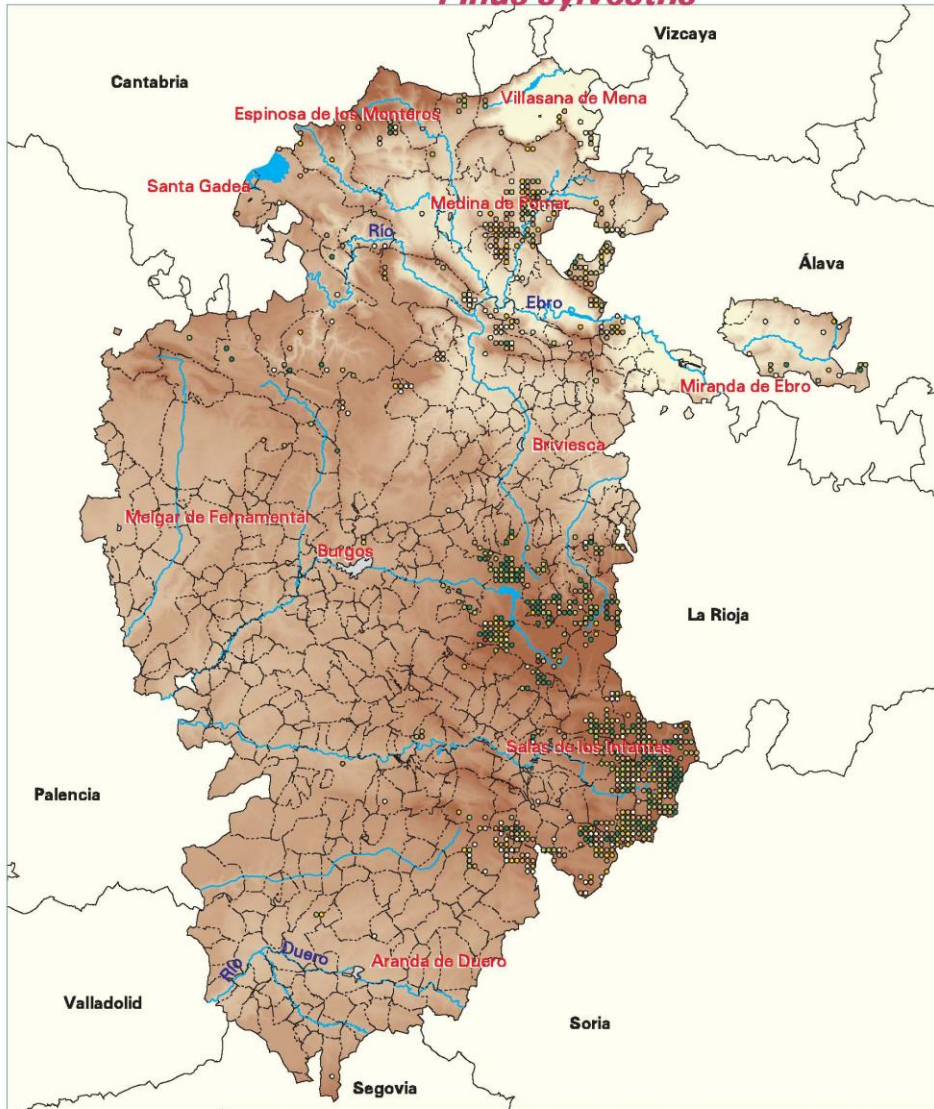 Pinus sylvestris
Vizcaya
Cantabria
Villasana de Mena
Espinosa de los Monteros
Santa Gadea
Medina de Pomar
Río
Álava
Ebro
Miranda de Ebro
Briviesca
Melgar de Fernamental
Burgos
La Rioja
Salas de los Infantes
Palencia
Duero
Río
Aranda de Duero
Valladolid
Soria
Segovia